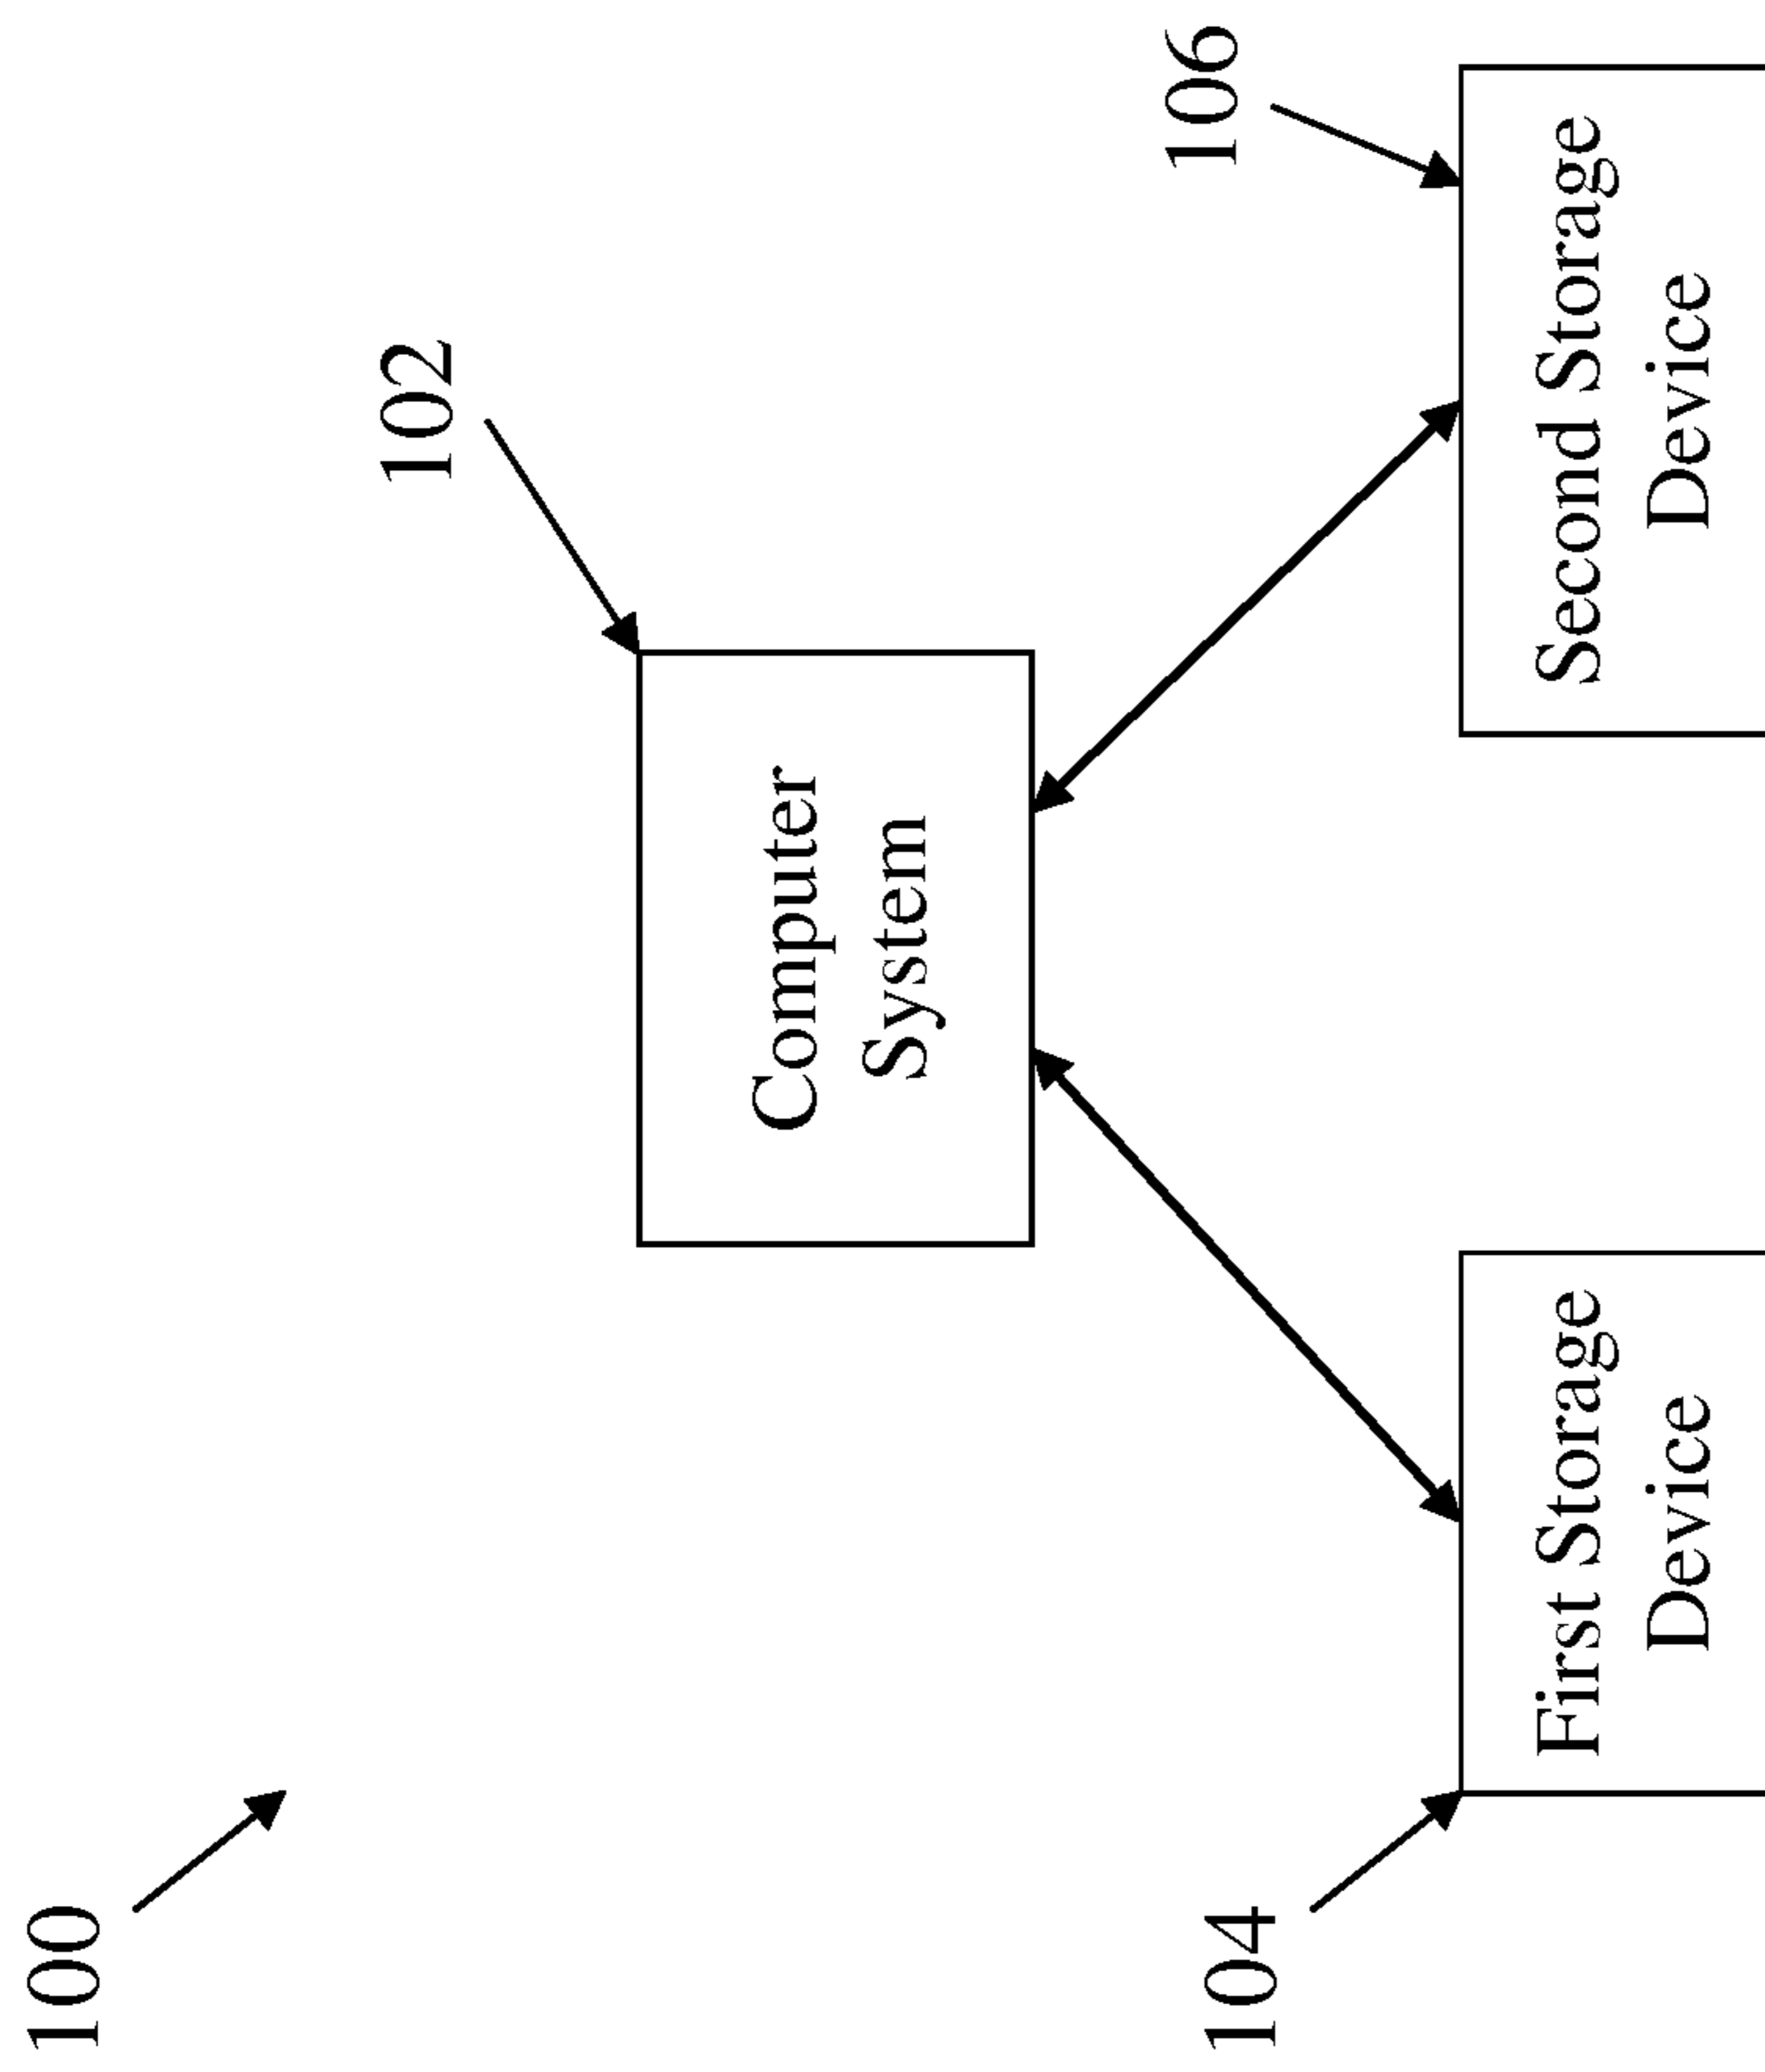 100
102
Computer
System
106
104
First Storage
Device
Second Storage
Device